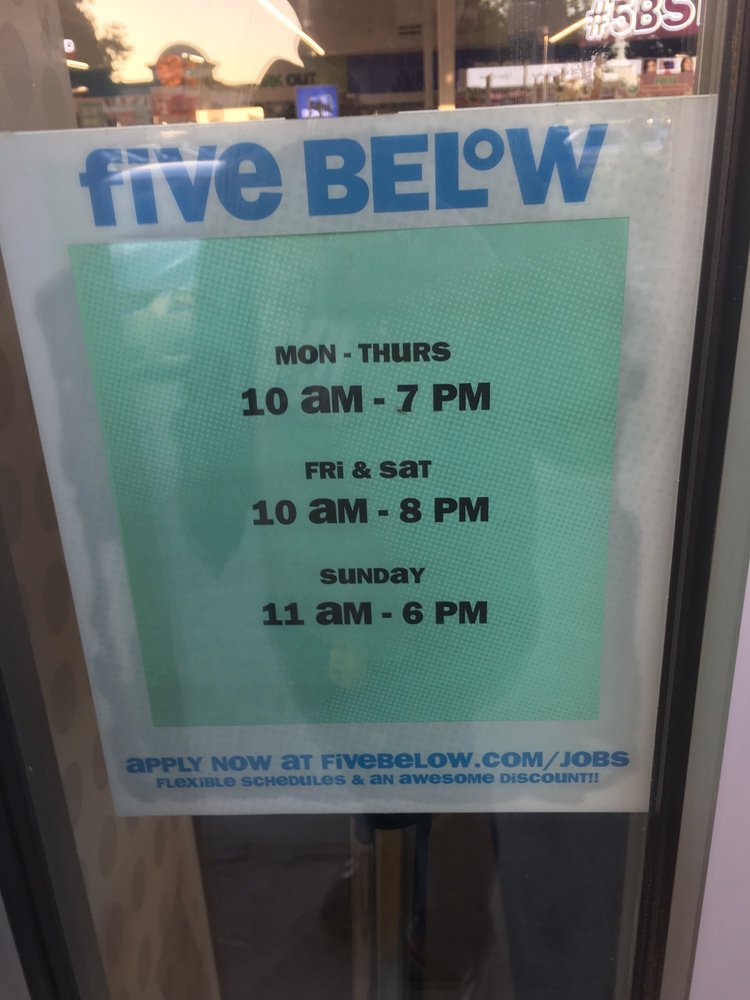 #5BS
five BELOW
MON - THURS
10 aM - 7 PM
FRi & saT
10 aM - 8 PM
sUNDaY
11 aM - 6 PM
aPPLY NOW aT FiVeBeLOW.COM/JOBS
FLeXiBLe SCHeDULeS & aN aWeSOMe DiSCOUNT!!